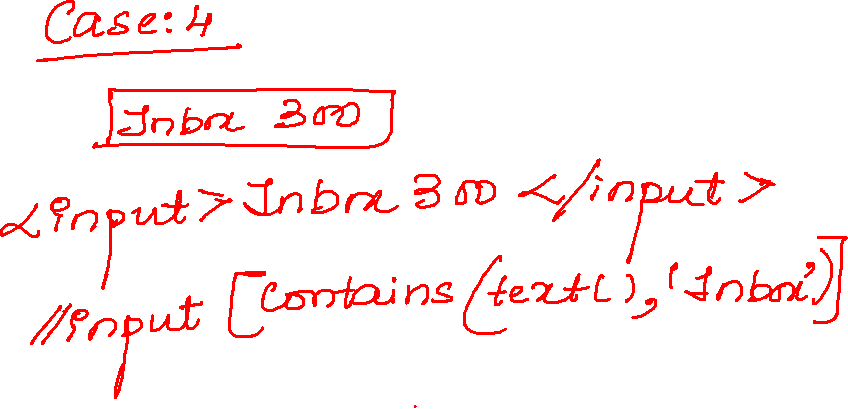 Case:4
Inbox 300
<input> Inbox 300 </input>
//input [contains(text(),'Inbox')]